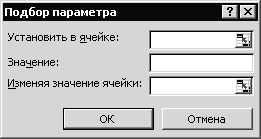 Подбор параметра
Установить в ячейке:
Значение:
Изменяя значение ячейки:
ОК Отмена